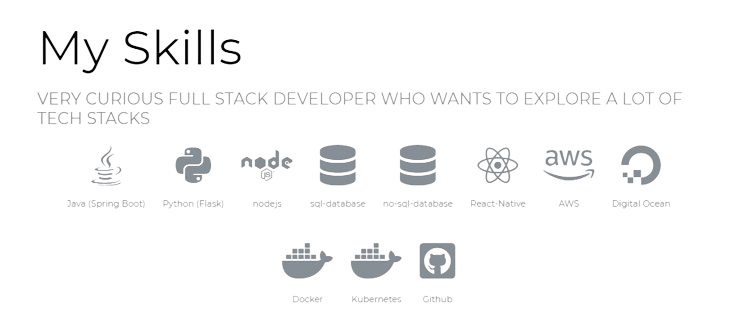 My Skills
VERY CURIOUS FULL STACK DEVELOPER WHO WANTS TO EXPLORE A LOT OF
TECH STACKS
node
JS
aws
Java (Spring Boot) Python (Flask) nodejs sql-database no-sql-database React-Native AWS Digital Ocean
Docker Kubernetes Github